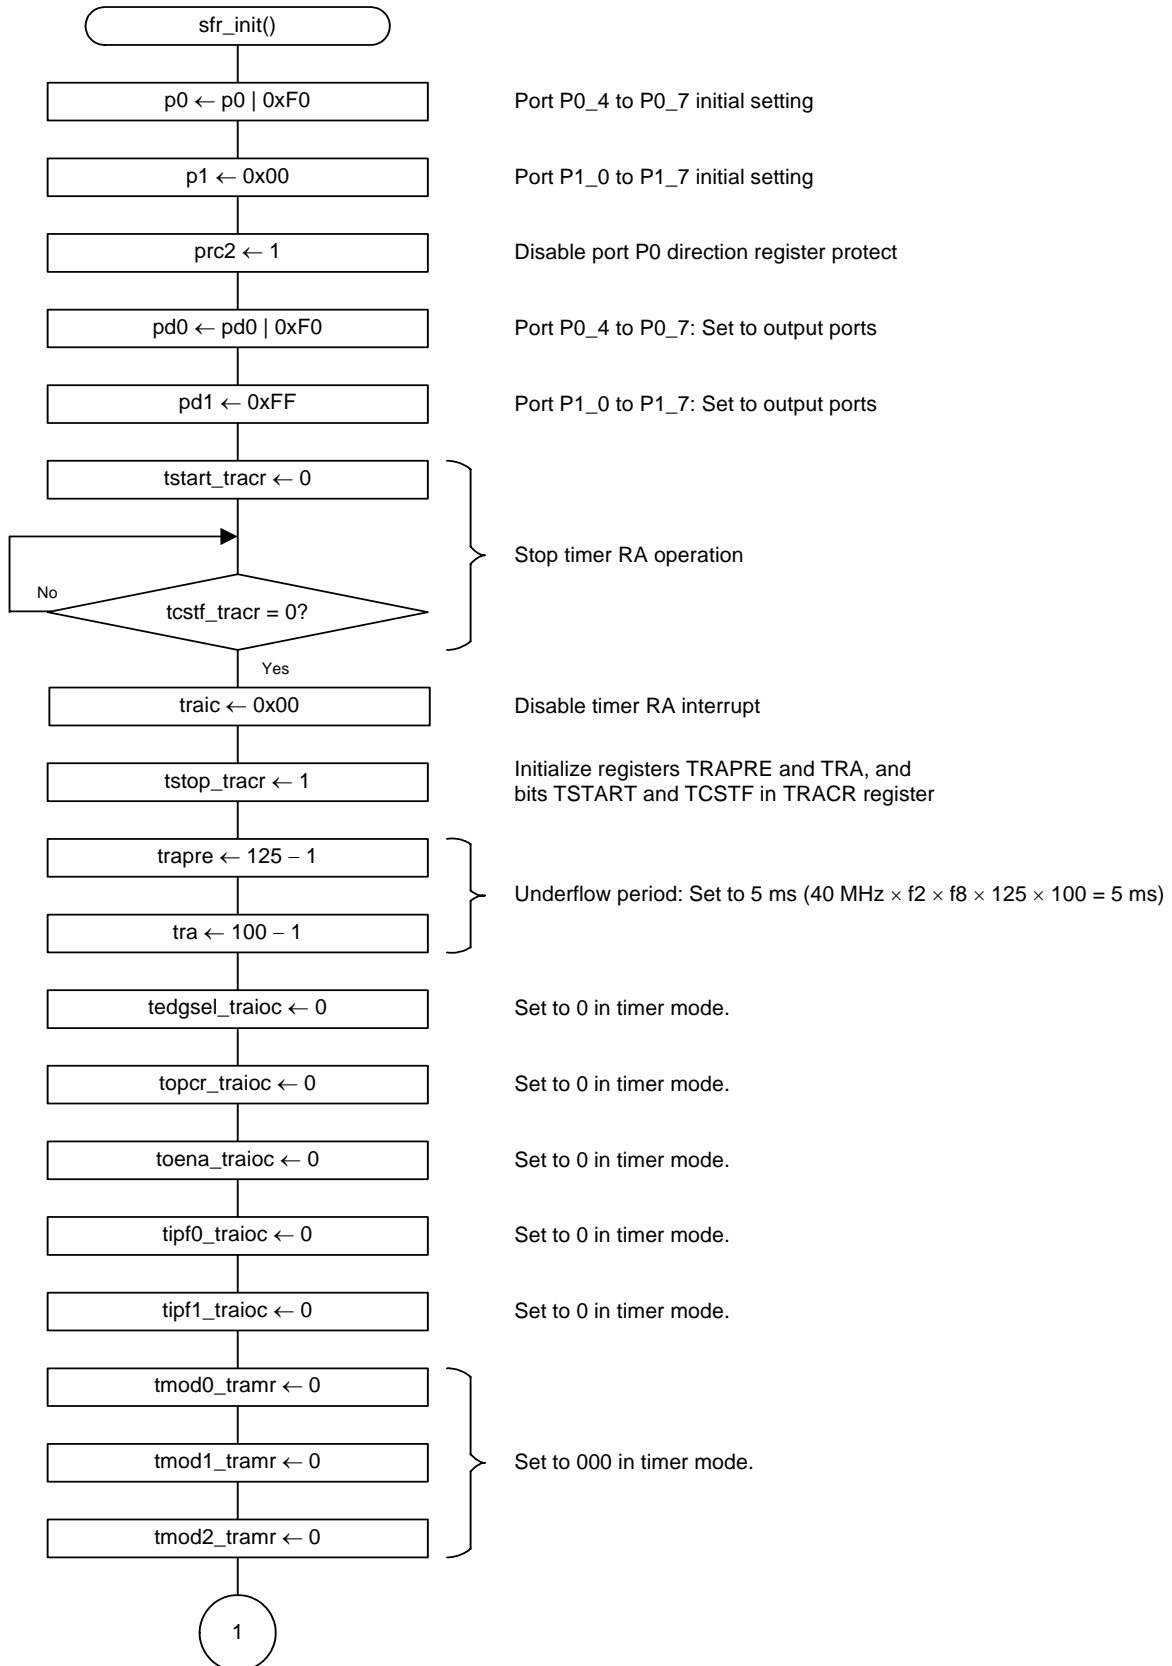 sfr_init()
p0 ← p0 | 0xF0
Port P0_4 to P0_7 initial setting
p1 ← 0x00
Port P1_0 to P1_7 initial setting
prc2 ← 1
Disable port P0 direction register protect
pd0 ← pd0 | 0xF0
Port P0_4 to P0_7: Set to output ports
pd1 ← 0xFF
Port P1_0 to P1_7: Set to output ports
tstart_tracr ← 0
Stop timer RA operation
No
tcstf_tracr = 0?
Yes
traic ← 0x00
Disable timer RA interrupt
tstop_tracr ← 1
Initialize registers TRAPRE and TRA, and
bits TSTART and TCSTF in TRACR register
trapre ← 125 − 1
Underflow period: Set to 5 ms (40 MHz × f2 × f8 × 125 × 100 = 5 ms)
tra ← 100 − 1
tedgsel_traioc ← 0
Set to 0 in timer mode.
topcr_traioc ← 0
Set to 0 in timer mode.
toena_traioc ← 0
Set to 0 in timer mode.
tipf0_traioc ← 0
Set to 0 in timer mode.
tipf1_traioc ← 0
Set to 0 in timer mode.
tmod0_tramr ← 0
tmod1_tramr ← 0
Set to 000 in timer mode.
tmod2_tramr ← 0
1